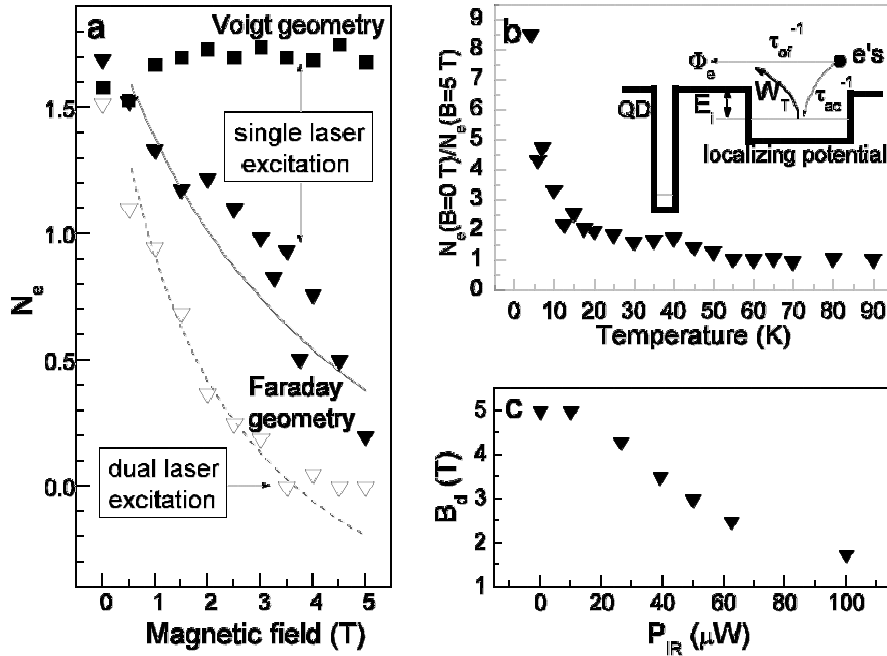 a
Voigt geometry
single laser
excitation
Faraday
geometry
dual laser
excitation
1.5
1.0
0.5
0.0
0 1 2 3 4 5
N_e
Magnetic field (T)
b
τ_of^-1
Φ_e
e's
W_T
τ_ac^-1
QD
E_i
localizing potential
9
8
7
6
5
4
3
2
1
0
0 10 20 30 40 50 60 70 80 90
N_e(B=0 T)/N_e(B=5 T)
Temperature (K)
c
5
4
3
2
1
0 20 40 60 80 100
B_d (T)
P_IR (μW)